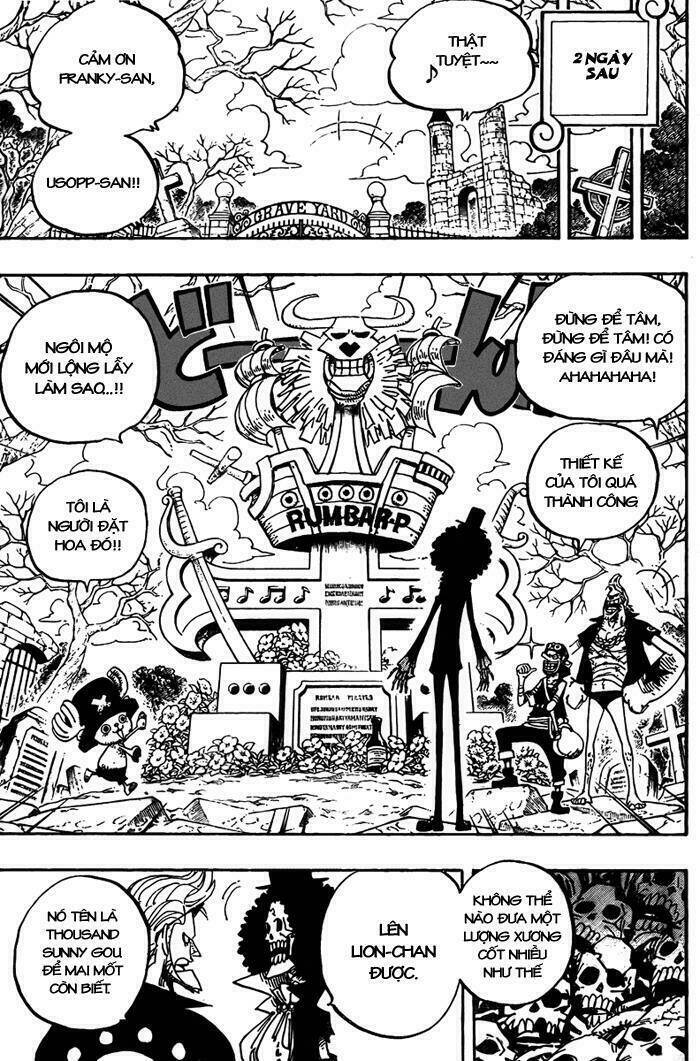 2 NGÀY
SAU
THẬT
TUYỆT~~
CẢM ƠN
FRANKY-SAN,
USOPP-SAN!!
GRAVE YARD
ĐỪNG ĐỂ TÂM,
ĐỪNG ĐỂ TÂM! CÓ
ĐÁNG GÌ ĐÂU MÀ!
AHAHAHAHA!
THIẾT KẾ
CỦA TÔI QUÁ
THÀNH CÔNG
NGÔI MỘ
MỚI LỘNG LẪY
LÀM SAO...!!
TÔI LÀ
NGƯỜI ĐẶT
HOA ĐÓ!!
ど
ん
RUMBAR-P
RUMBAR PIRATES
KHÔNG THỂ
NÀO ĐƯA MỘT
LƯỢNG XƯƠNG
CỐT NHIỀU
NHƯ THẾ
LÊN
LION-CHAN
ĐƯỢC.
NÓ TÊN LÀ
THOUSAND
SUNNY GOU.
ĐỂ MAI MỐT
CÒN BIẾT.